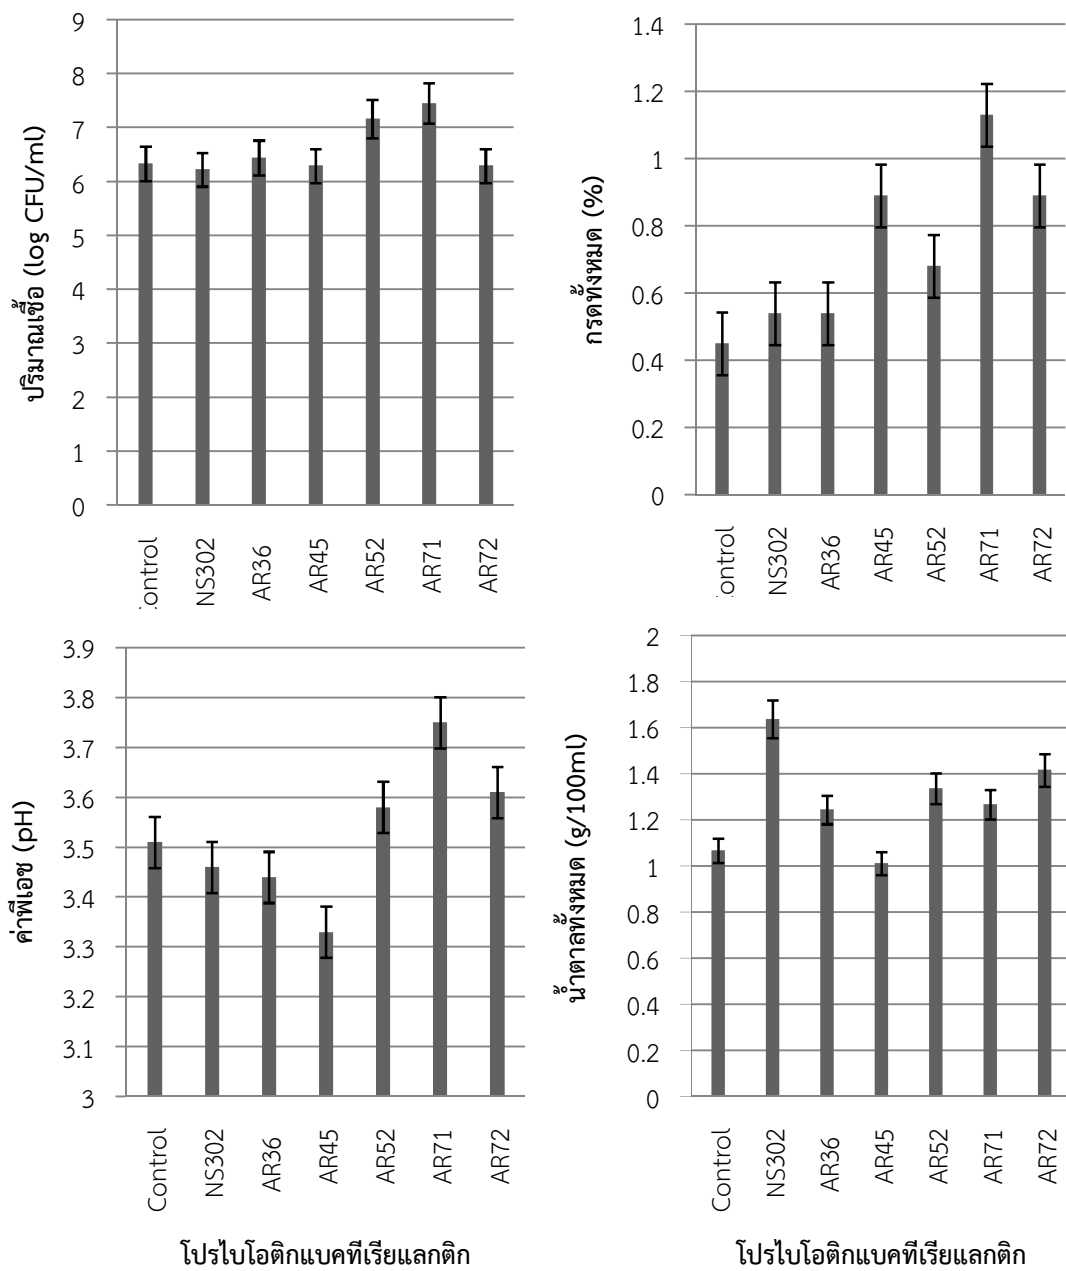 ปริมาณเชื้อ (log CFU/ml)
9
8
7
6
5
4
3
2
1
0
Control
NS302
AR36
AR45
AR52
AR71
AR72
กรดทั้งหมด (%)
1.4
1.2
1
0.8
0.6
0.4
0.2
0
Control
NS302
AR36
AR45
AR52
AR71
AR72
ค่าพีเอช (pH)
3.9
3.8
3.7
3.6
3.5
3.4
3.3
3.2
3.1
3
Control
NS302
AR36
AR45
AR52
AR71
AR72
โปรไบโอติกแบคทีเรียแลกติก
น้ำตาลทั้งหมด (g/100ml)
2
1.8
1.6
1.4
1.2
1
0.8
0.6
0.4
0.2
0
Control
NS302
AR36
AR45
AR52
AR71
AR72
โปรไบโอติกแบคทีเรียแลกติก